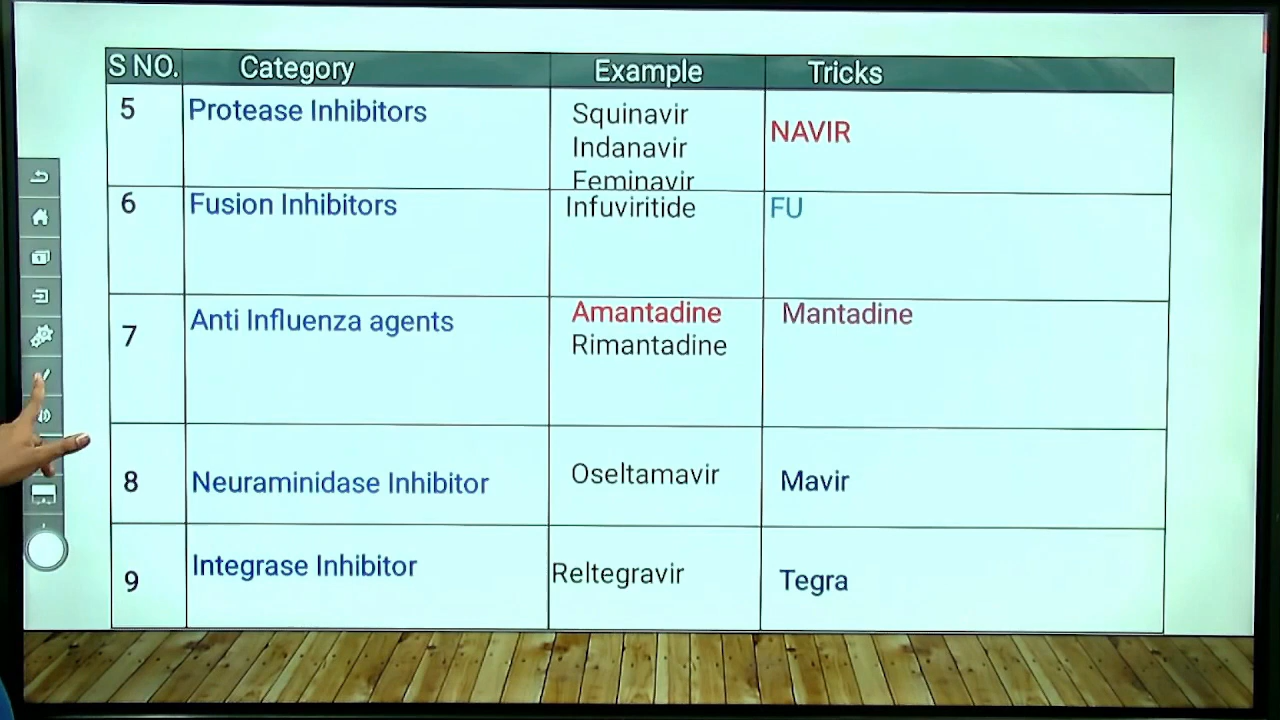 S NO. Category Example Tricks
5 Protease Inhibitors Squinavir NAVIR
Indanavir
Feminavir
6 Fusion Inhibitors Infuviritide FU
7 Anti Influenza agents Amantadine Mantadine
Rimantadine
8 Neuraminidase Inhibitor Oseltamavir Mavir
9 Integrase Inhibitor Reltegravir Tegra